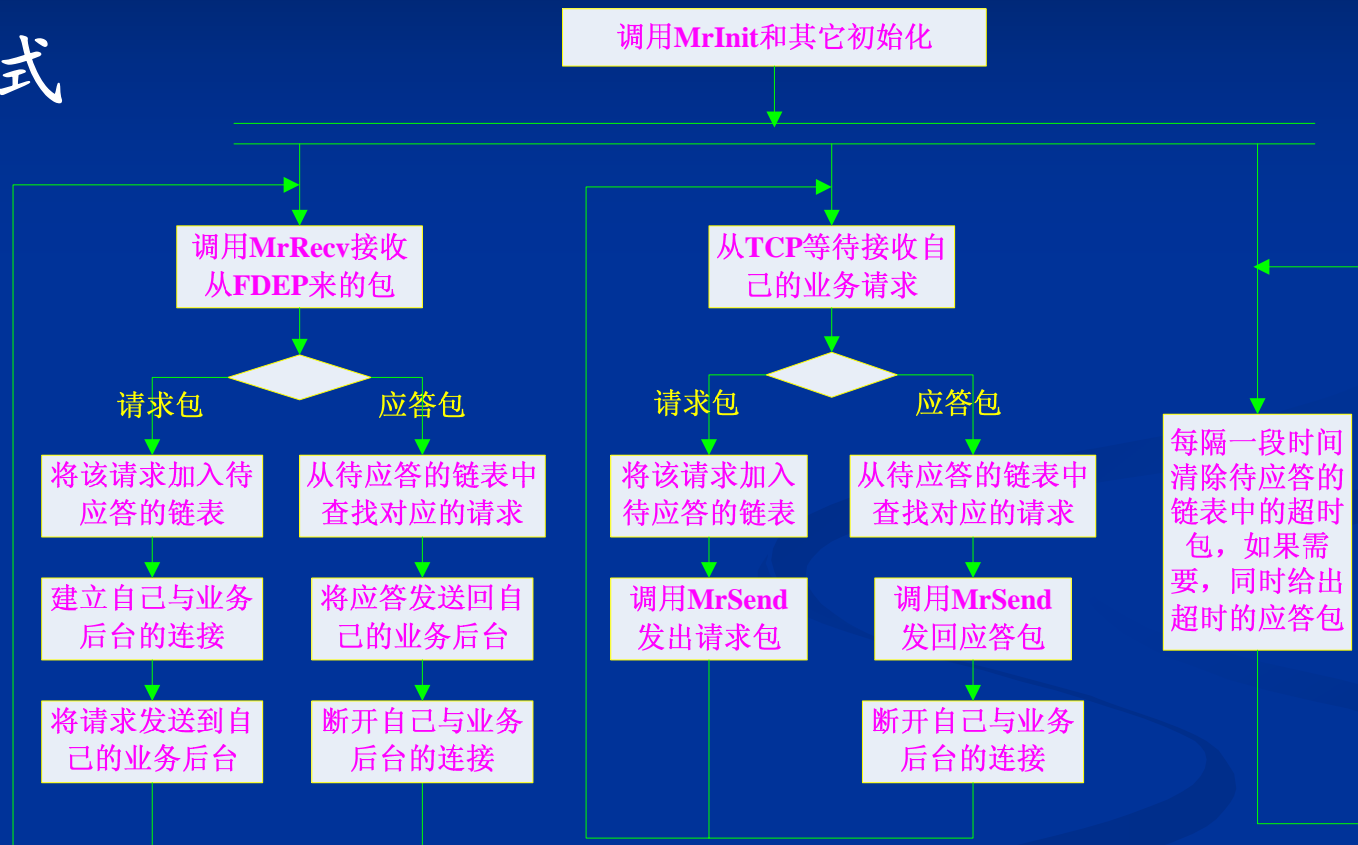 式
调用MrInit和其它初始化
调用MrRecv接收
从FDEP来的包
请求包
应答包
将该请求加入待
应答的链表
建立自己与业务
后台的连接
将请求发送到自
己的业务后台
从待应答的链表中
查找对应的请求
将应答发送回自
己的业务后台
断开自己与业务
后台的连接
从TCP等待接收自
己的业务请求
请求包
应答包
将该请求加入
待应答的链表
调用MrSend
发出请求包
从待应答的链表中
查找对应的请求
调用MrSend
发回应答包
断开自己与业务
后台的连接
每隔一段时间
清除待应答的
链表中的超时
包，如果需
要，同时给出
超时的应答包